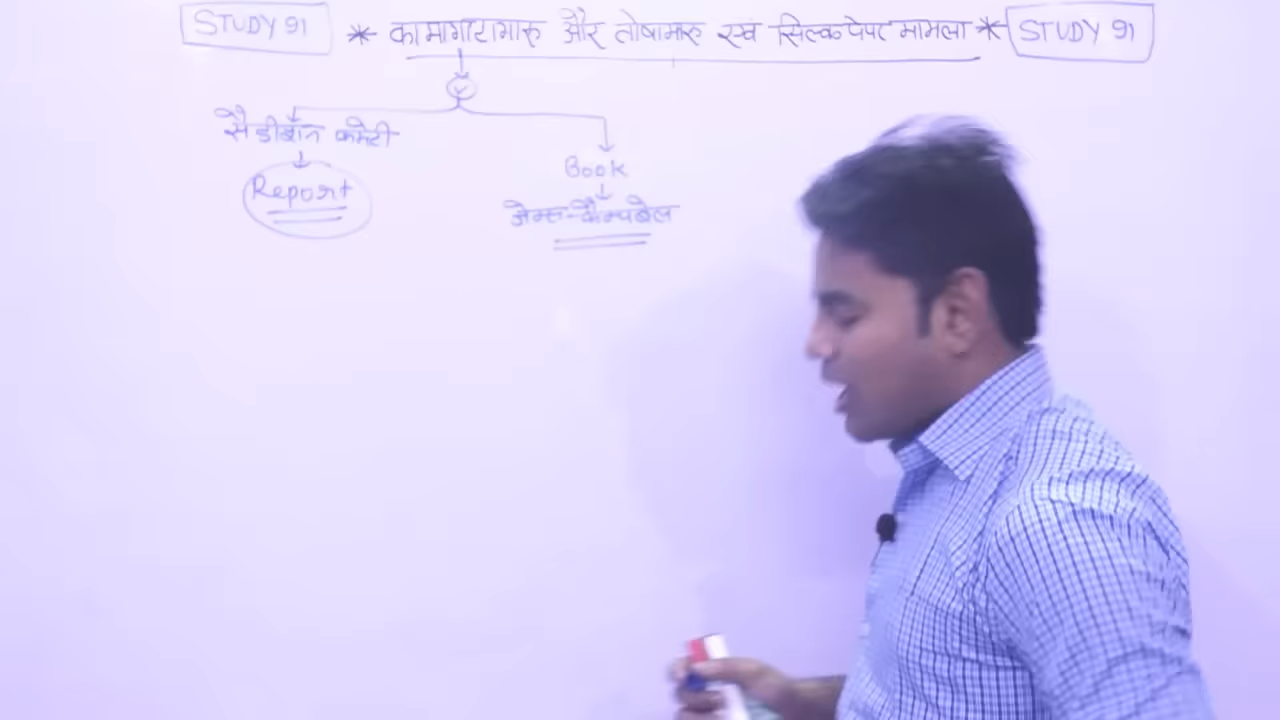 STUDY 91 * कामागाटामारु और तोषामारु एवं सिल्क पेपर मामला * STUDY 91
सैडीशन कमेटी
Report
Book
जेम्स-कैम्पबेल